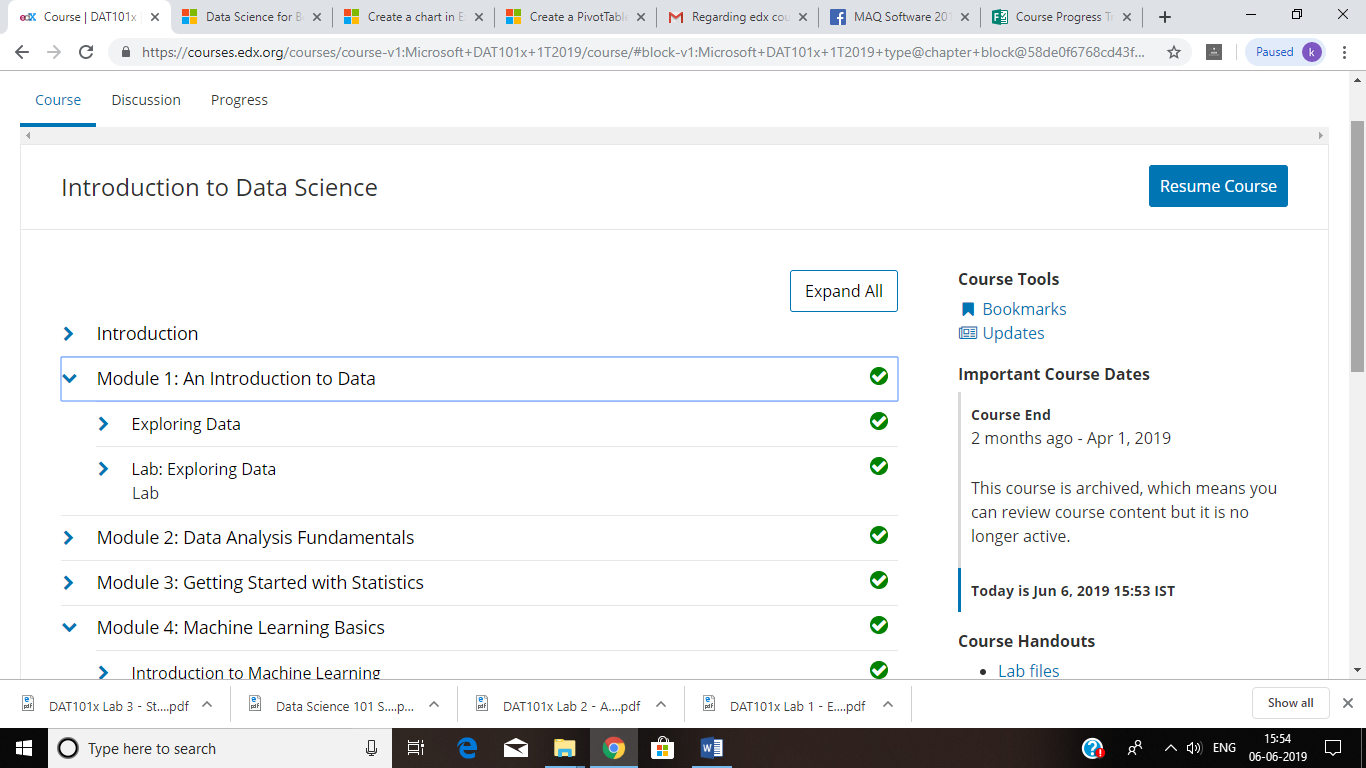 edX Course | DAT101x
Data Science for B
Create a chart in E
Create a PivotTable
Regarding edx cou
MAQ Software 201
Course Progress Tr
https://courses.edx.org/courses/course-v1:Microsoft+DAT101x+1T2019/course/#block-v1:Microsoft+DAT101x+1T2019+type@chapter+block@58de0f6768cd43f...
Paused k
Course Discussion Progress
Introduction to Data Science
Resume Course
Expand All
Introduction
Module 1: An Introduction to Data
Exploring Data
Lab: Exploring Data
Lab
Module 2: Data Analysis Fundamentals
Module 3: Getting Started with Statistics
Module 4: Machine Learning Basics
Introduction to Machine Learning
Course Tools
Bookmarks
Updates
Important Course Dates
Course End
2 months ago - Apr 1, 2019
This course is archived, which means you
can review course content but it is no
longer active.
Today is Jun 6, 2019 15:53 IST
Course Handouts
Lab files
DAT101x Lab 3 - St....pdf
Data Science 101 S....p...
DAT101x Lab 2 - A....pdf
DAT101x Lab 1 - E....pdf
Show all
Type here to search
ENG
15:54
06-06-2019